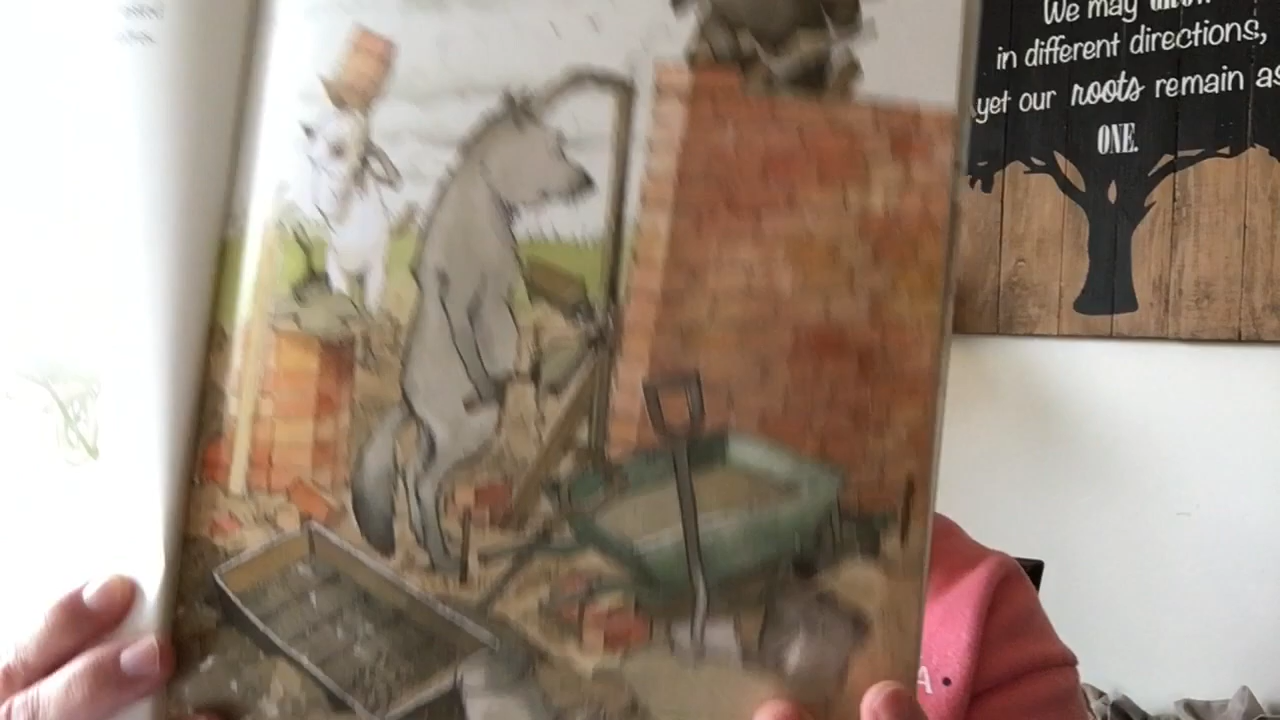 We may
in different directions,
yet our roots remain as
ONE.
A